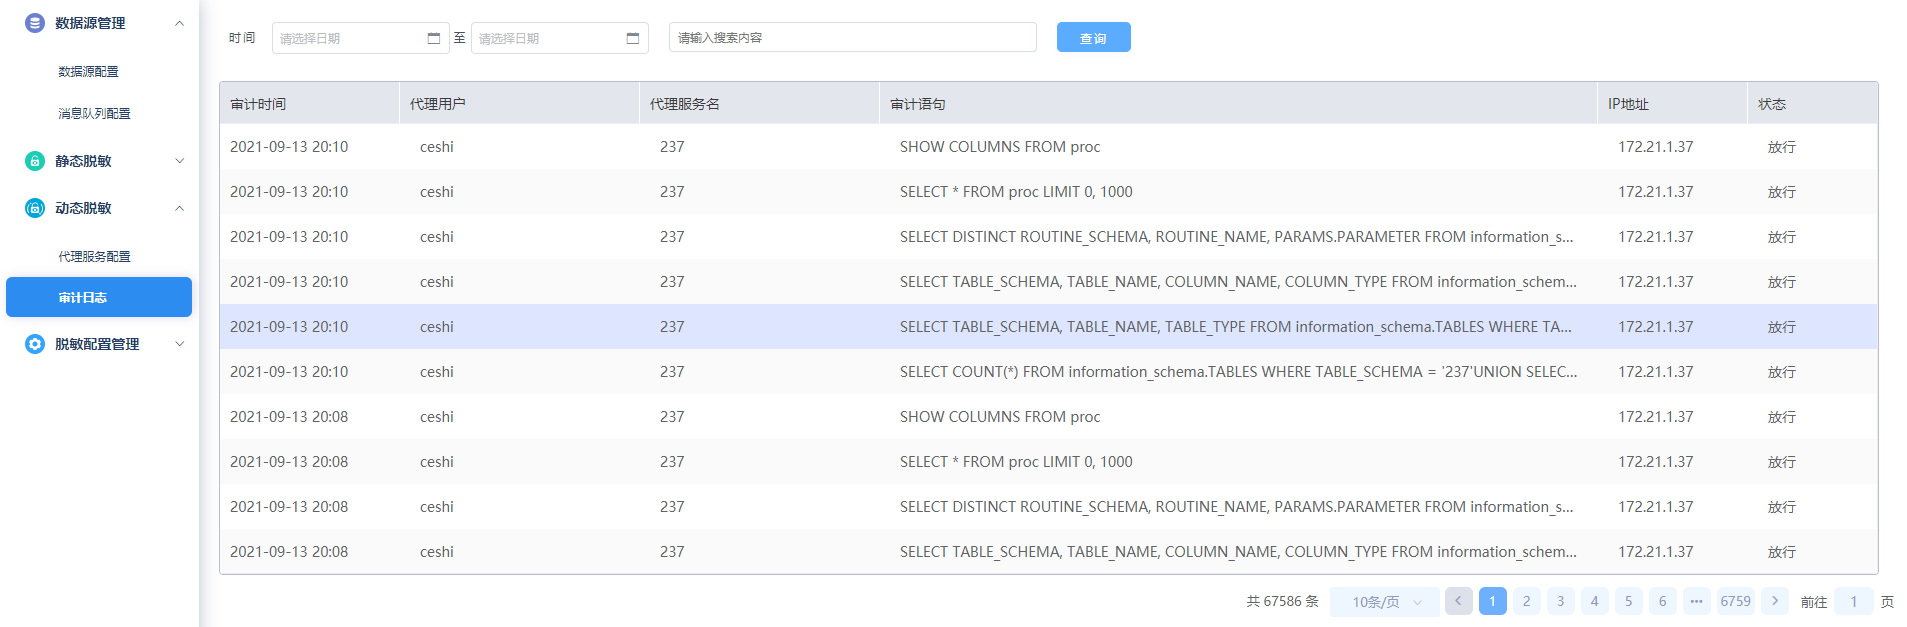 数据源管理
数据源配置
消息队列配置
静态脱敏
动态脱敏
代理服务配置
审计日志
脱敏配置管理
时间 请选择日期 至 请选择日期 请输入搜索内容 查询
审计时间 代理用户 代理服务名 审计语句 IP地址 状态
2021-09-13 20:10 ceshi 237 SHOW COLUMNS FROM proc 172.21.1.37 放行
2021-09-13 20:10 ceshi 237 SELECT * FROM proc LIMIT 0, 1000 172.21.1.37 放行
2021-09-13 20:10 ceshi 237 SELECT DISTINCT ROUTINE_SCHEMA, ROUTINE_NAME, PARAMS.PARAMETER FROM information_s... 172.21.1.37 放行
2021-09-13 20:10 ceshi 237 SELECT TABLE_SCHEMA, TABLE_NAME, COLUMN_NAME, COLUMN_TYPE FROM information_schem... 172.21.1.37 放行
2021-09-13 20:10 ceshi 237 SELECT TABLE_SCHEMA, TABLE_NAME, TABLE_TYPE FROM information_schema.TABLES WHERE TA... 172.21.1.37 放行
2021-09-13 20:10 ceshi 237 SELECT COUNT(*) FROM information_schema.TABLES WHERE TABLE_SCHEMA = '237'UNION SELEC... 172.21.1.37 放行
2021-09-13 20:08 ceshi 237 SHOW COLUMNS FROM proc 172.21.1.37 放行
2021-09-13 20:08 ceshi 237 SELECT * FROM proc LIMIT 0, 1000 172.21.1.37 放行
2021-09-13 20:08 ceshi 237 SELECT DISTINCT ROUTINE_SCHEMA, ROUTINE_NAME, PARAMS.PARAMETER FROM information_s... 172.21.1.37 放行
2021-09-13 20:08 ceshi 237 SELECT TABLE_SCHEMA, TABLE_NAME, COLUMN_NAME, COLUMN_TYPE FROM information_schem... 172.21.1.37 放行
共 67586 条 10条/页 1 2 3 4 5 6 ... 6759 前往 1 页